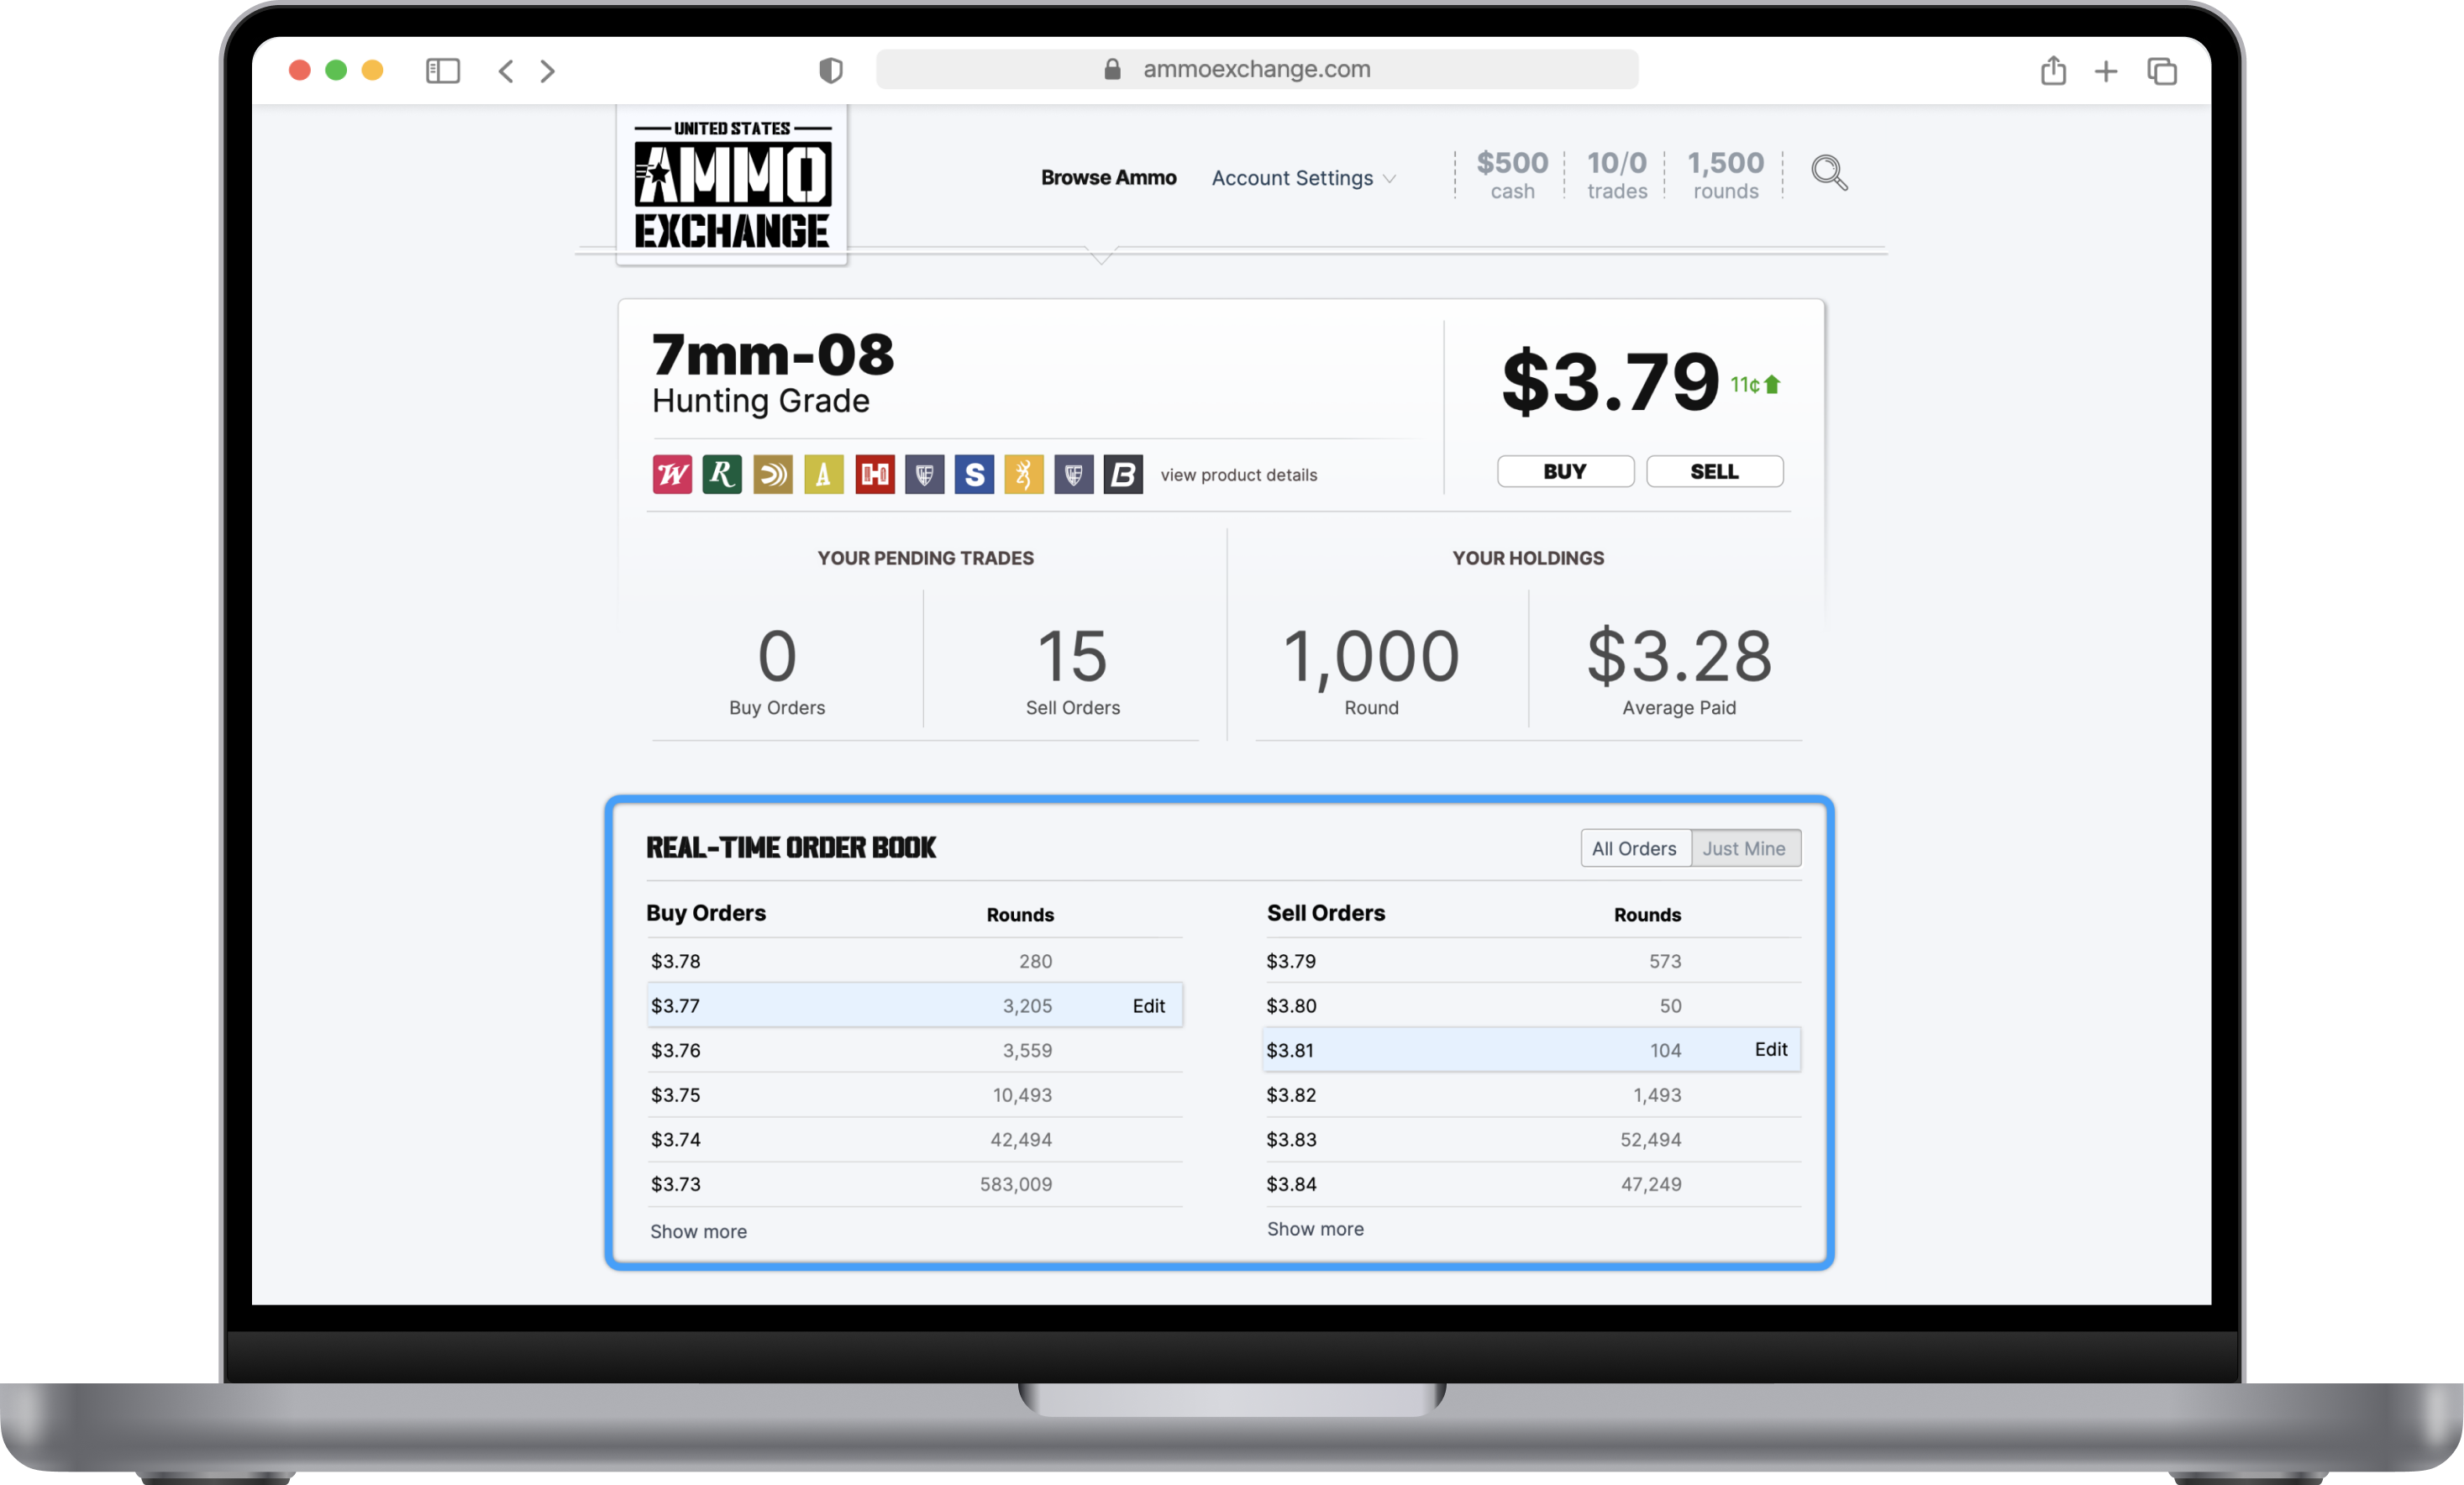 ammoexchange.com
UNITED STATES
AMMO
EXCHANGE
Browse Ammo
Account Settings
$500
cash
10/0
trades
1,500
rounds
7mm-08
Hunting Grade
$3.79 11¢
W R A H S B view product details
BUY SELL
YOUR PENDING TRADES
0
Buy Orders
15
Sell Orders
YOUR HOLDINGS
1,000
Round
$3.28
Average Paid
REAL-TIME ORDER BOOK
All Orders Just Mine
Buy Orders Rounds
$3.78 280
$3.77 3,205 Edit
$3.76 3,559
$3.75 10,493
$3.74 42,494
$3.73 583,009
Show more
Sell Orders Rounds
$3.79 573
$3.80 50
$3.81 104 Edit
$3.82 1,493
$3.83 52,494
$3.84 47,249
Show more